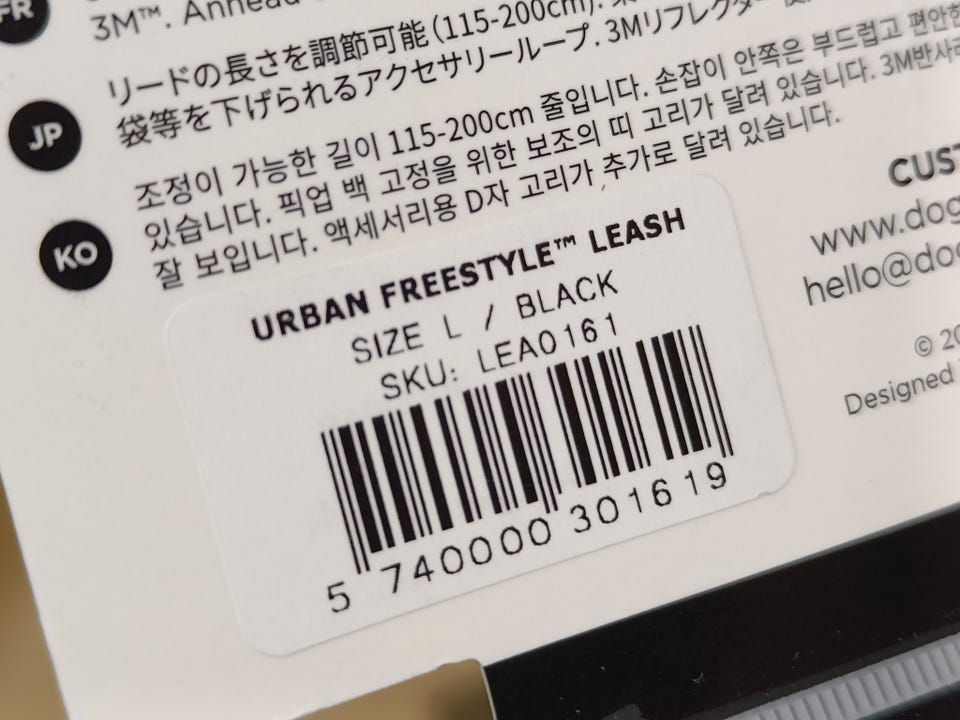 FR
3M™. Anneau
JP
リードの長さを調節可能(115-200cm).
袋等を下げられるアクセサリーループ. 3Mリフレクター
KO
조정이 가능한 길이 115-200cm 줄입니다. 손잡이 안쪽은 부드럽고 편안한
있습니다. 픽업 백 고정을 위한 보조의 띠 고리가 달려 있습니다. 3M반사
잘 보입니다. 액세서리용 D자 고리가 추가로 달려 있습니다.
URBAN FREESTYLE™ LEASH
SIZE L / BLACK
SKU: LEA0161
5 740000 301619
CUST
www.dog
hello@dog
© 20
Designed